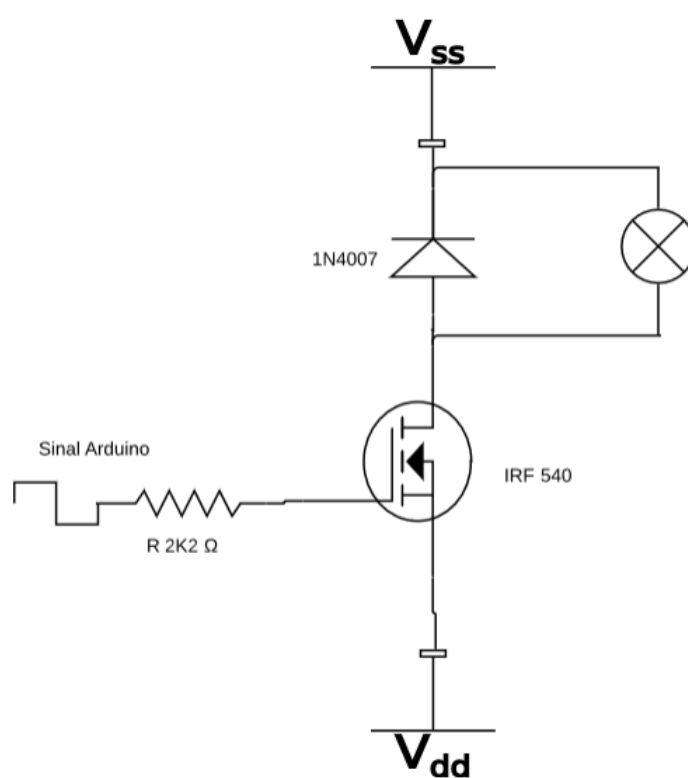 Vss
1N4007
Sinal Arduino
IRF 540
R 2K2 Ω
Vdd